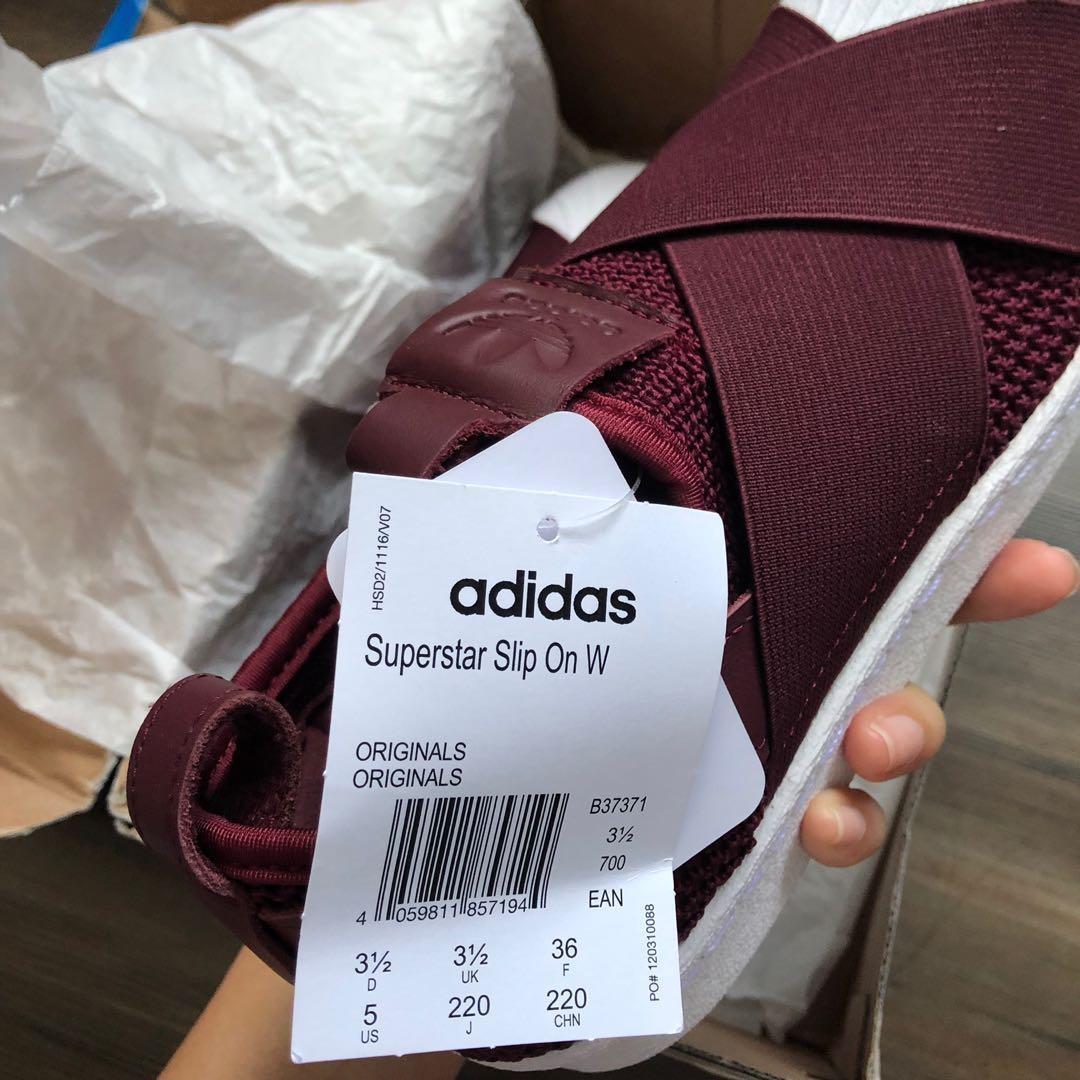 HSD2/1116/V07
adidas
Superstar Slip On W
ORIGINALS
ORIGINALS
B37371
3½
700
EAN
4 059811 857194
3½ 3½ 36
D UK F
5 220 220
US J CHN
PO# 120310088